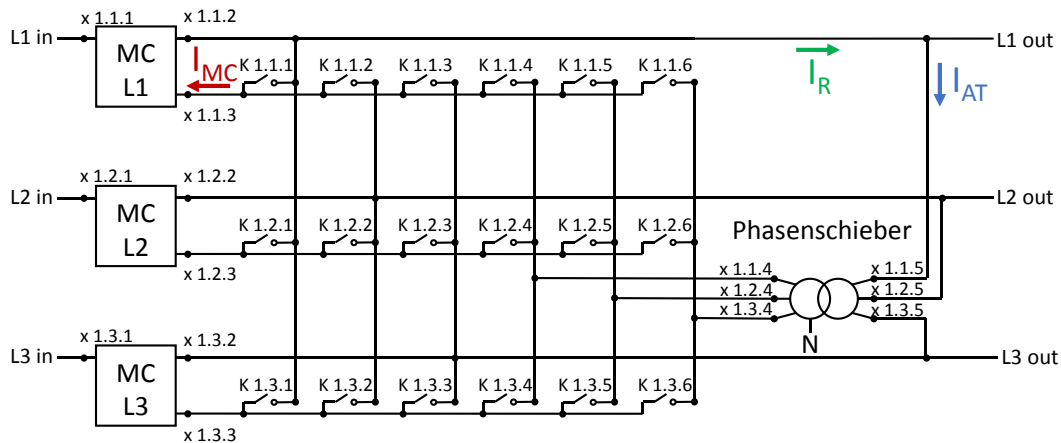 x 1.1.1
x 1.1.2
L1 in
MC
L1
I_MC
K 1.1.1
K 1.1.2
K 1.1.3
K 1.1.4
K 1.1.5
K 1.1.6
I_R
I_AT
L1 out
x 1.1.3
x 1.2.1
x 1.2.2
L2 in
MC
L2
K 1.2.1
K 1.2.2
K 1.2.3
K 1.2.4
K 1.2.5
K 1.2.6
L2 out
Phasenschieber
x 1.2.3
x 1.1.4
x 1.1.5
x 1.2.4
x 1.2.5
x 1.3.4
x 1.3.5
N
x 1.3.1
x 1.3.2
L3 in
MC
L3
K 1.3.1
K 1.3.2
K 1.3.3
K 1.3.4
K 1.3.5
K 1.3.6
L3 out
x 1.3.3